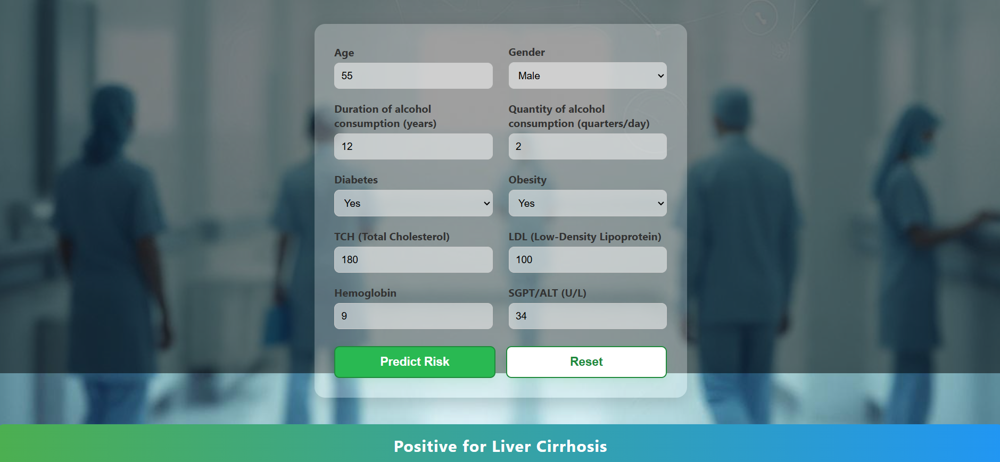 Age
Gender
55
Male
Duration of alcohol
consumption (years)
Quantity of alcohol
consumption (quarters/day)
12
2
Diabetes
Obesity
Yes
Yes
TCH (Total Cholesterol)
LDL (Low-Density Lipoprotein)
180
100
Hemoglobin
SGPT/ALT (U/L)
9
34
Predict Risk
Reset
Positive for Liver Cirrhosis